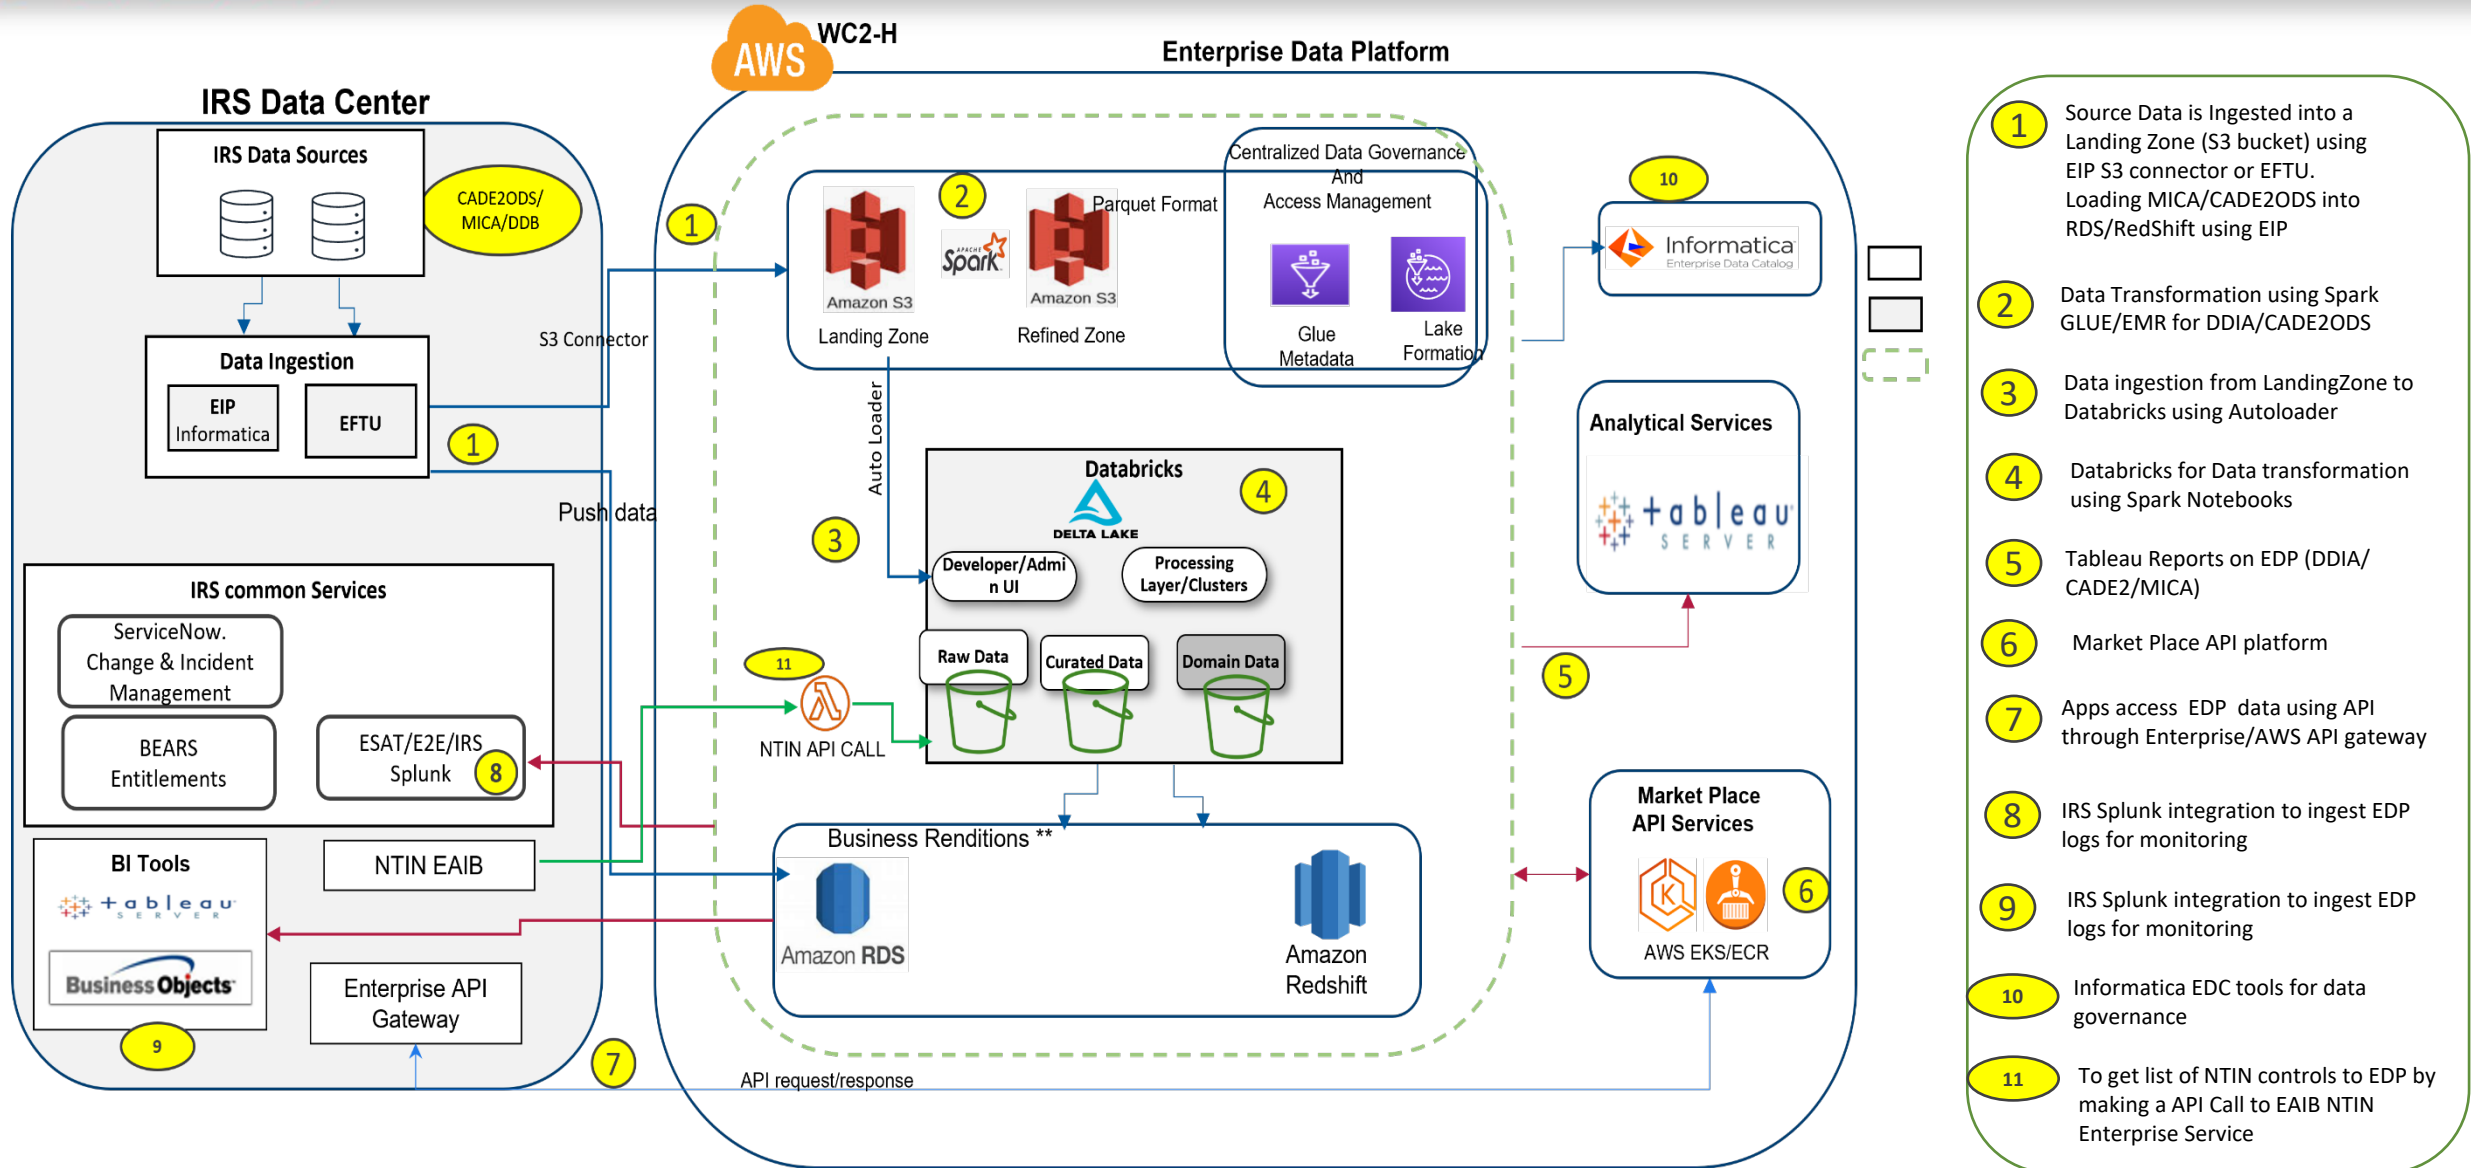 WC2-H
AWS
Enterprise Data Platform
IRS Data Center
IRS Data Sources
CADE2ODS/
MICA/DDB
Data Ingestion
EIP
Informatica
EFTU
1
S3 Connector
Push data
IRS common Services
ServiceNow.
Change & Incident
Management
BEARS
Entitlements
ESAT/E2E/IRS
Splunk
8
BI Tools
+ableau
SERVER
Business Objects
9
NTIN EAIB
Enterprise API
Gateway
7
API request/response
1
Centralized Data Governance
And
Access Management
2
Parquet Format
Amazon S3
Landing Zone
APACHE
Spark
Amazon S3
Refined Zone
Glue
Metadata
Lake
Formation
Auto Loader
3
Databricks
DELTA LAKE
4
Developer/Admi
n UI
Processing
Layer/Clusters
Raw Data
Curated Data
Domain Data
11
NTIN API CALL
Business Renditions **
Amazon RDS
Amazon
Redshift
10
Informatica
Enterprise Data Catalog
Analytical Services
+ableau
SERVER
5
Market Place
API Services
6
AWS EKS/ECR
1
Source Data is Ingested into a
Landing Zone (S3 bucket) using
EIP S3 connector or EFTU.
Loading MICA/CADE2ODS into
RDS/RedShift using EIP
2
Data Transformation using Spark
GLUE/EMR for DDIA/CADE2ODS
3
Data ingestion from LandingZone to
Databricks using Autoloader
4
Databricks for Data transformation
using Spark Notebooks
5
Tableau Reports on EDP (DDIA/
CADE2/MICA)
6
Market Place API platform
7
Apps access EDP data using API
through Enterprise/AWS API gateway
8
IRS Splunk integration to ingest EDP
logs for monitoring
9
IRS Splunk integration to ingest EDP
logs for monitoring
10
Informatica EDC tools for data
governance
11
To get list of NTIN controls to EDP by
making a API Call to EAIB NTIN
Enterprise Service